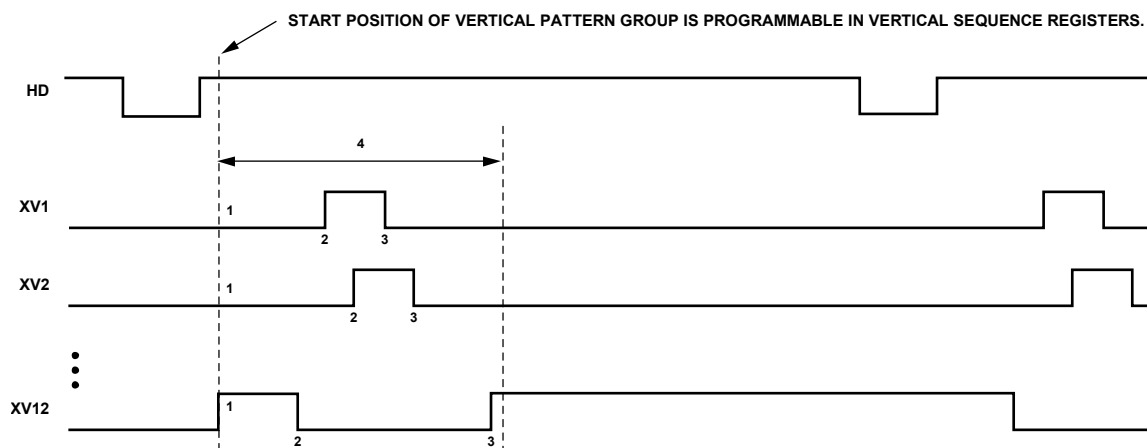 START POSITION OF VERTICAL PATTERN GROUP IS PROGRAMMABLE IN VERTICAL SEQUENCE REGISTERS.
HD
4
XV1
1
2 3
XV2
1
2 3
XV12
1
2 3